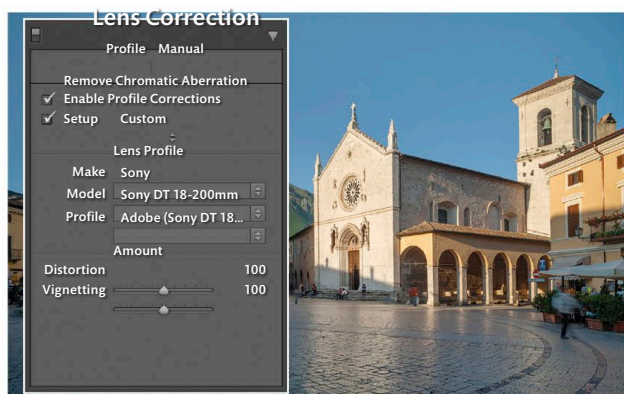 Lens Correction
Profile Manual
Remove Chromatic Aberration
Enable Profile Corrections
Setup Custom
Lens Profile
Make Sony
Model Sony DT 18-200mm
Profile Adobe (Sony DT 18...
Amount
Distortion 100
Vignetting 100